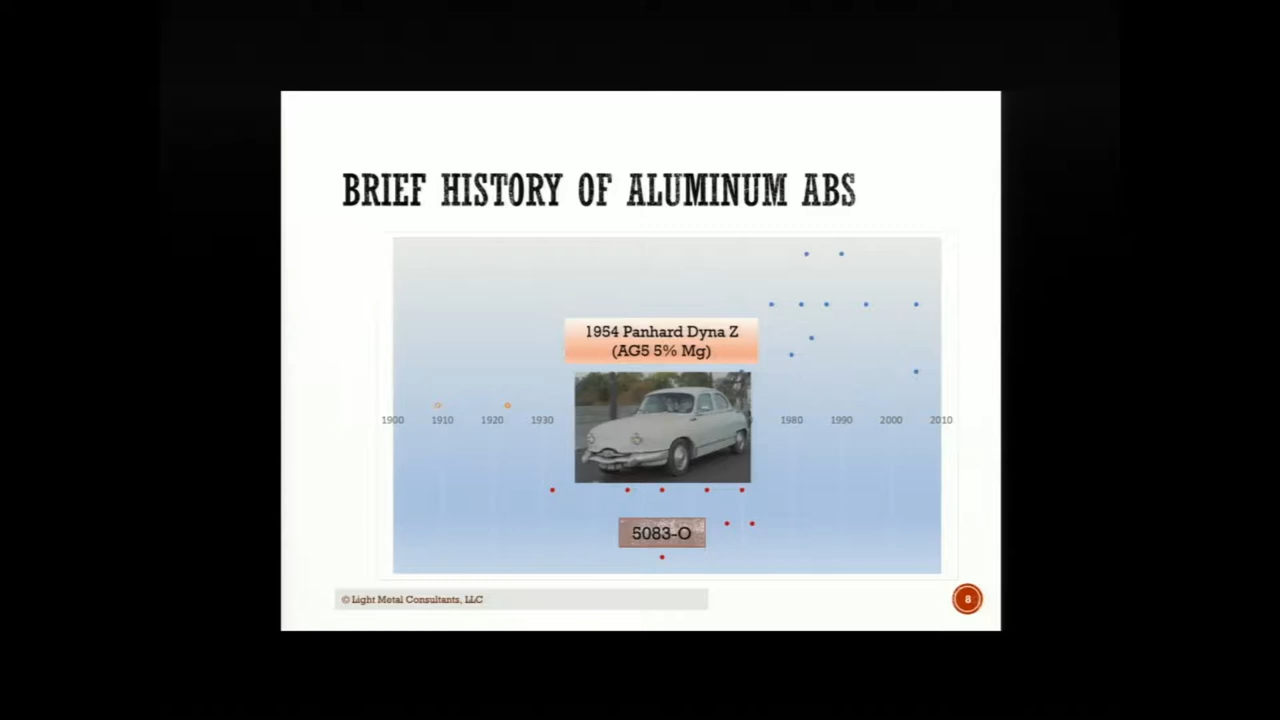 BRIEF HISTORY OF ALUMINUM ABS
1954 Panhard Dyna Z
(AG5 5% Mg)
1900 1910 1920 1930 1980 1990 2000 2010
5083-O
© Light Metal Consultants, LLC
8